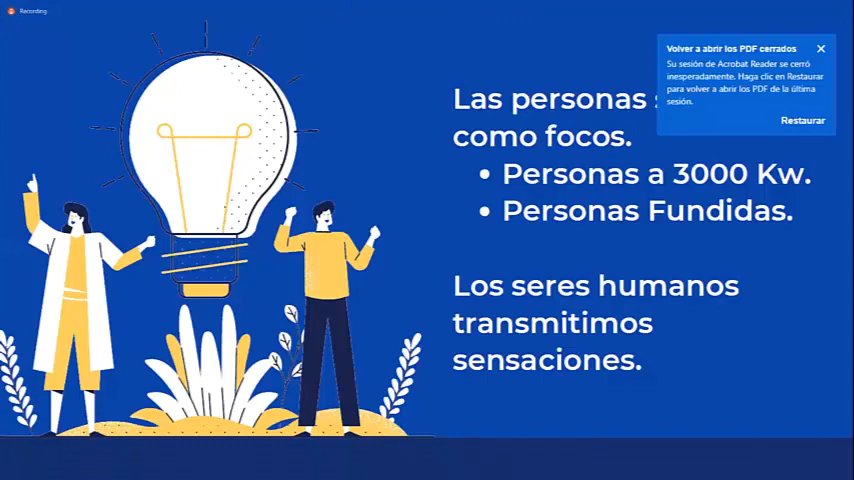 Recording
Volver a abrir los PDF cerrados
Su sesión de Acrobat Reader se cerró
inesperadamente. Haga clic en Restaurar
para volver a abrir los PDF de la última
sesión.
Restaurar
Las personas
como focos.
• Personas a 3000 Kw.
• Personas Fundidas.
Los seres humanos
transmitimos
sensaciones.